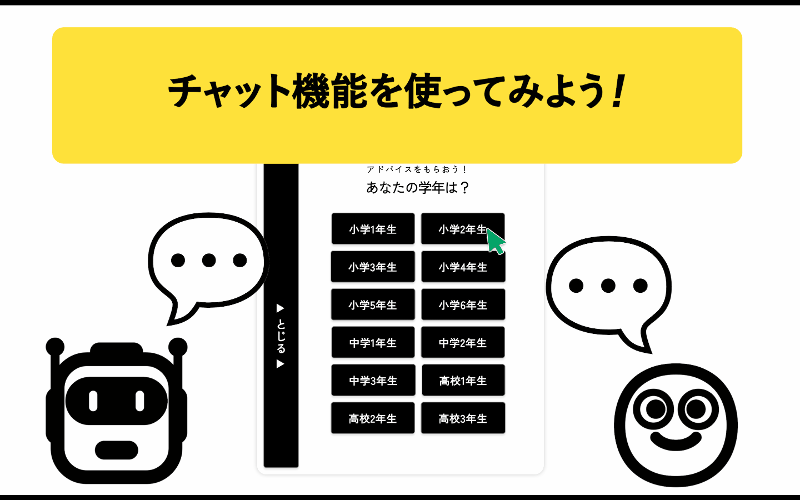 チャット機能を使ってみよう!
アドバイスをもらおう!
あなたの学年は?
小学1年生 小学2年生
小学3年生 小学4年生
小学5年生 小学6年生
中学1年生 中学2年生
中学3年生 高校1年生
高校2年生 高校3年生
▶ とじる ▶